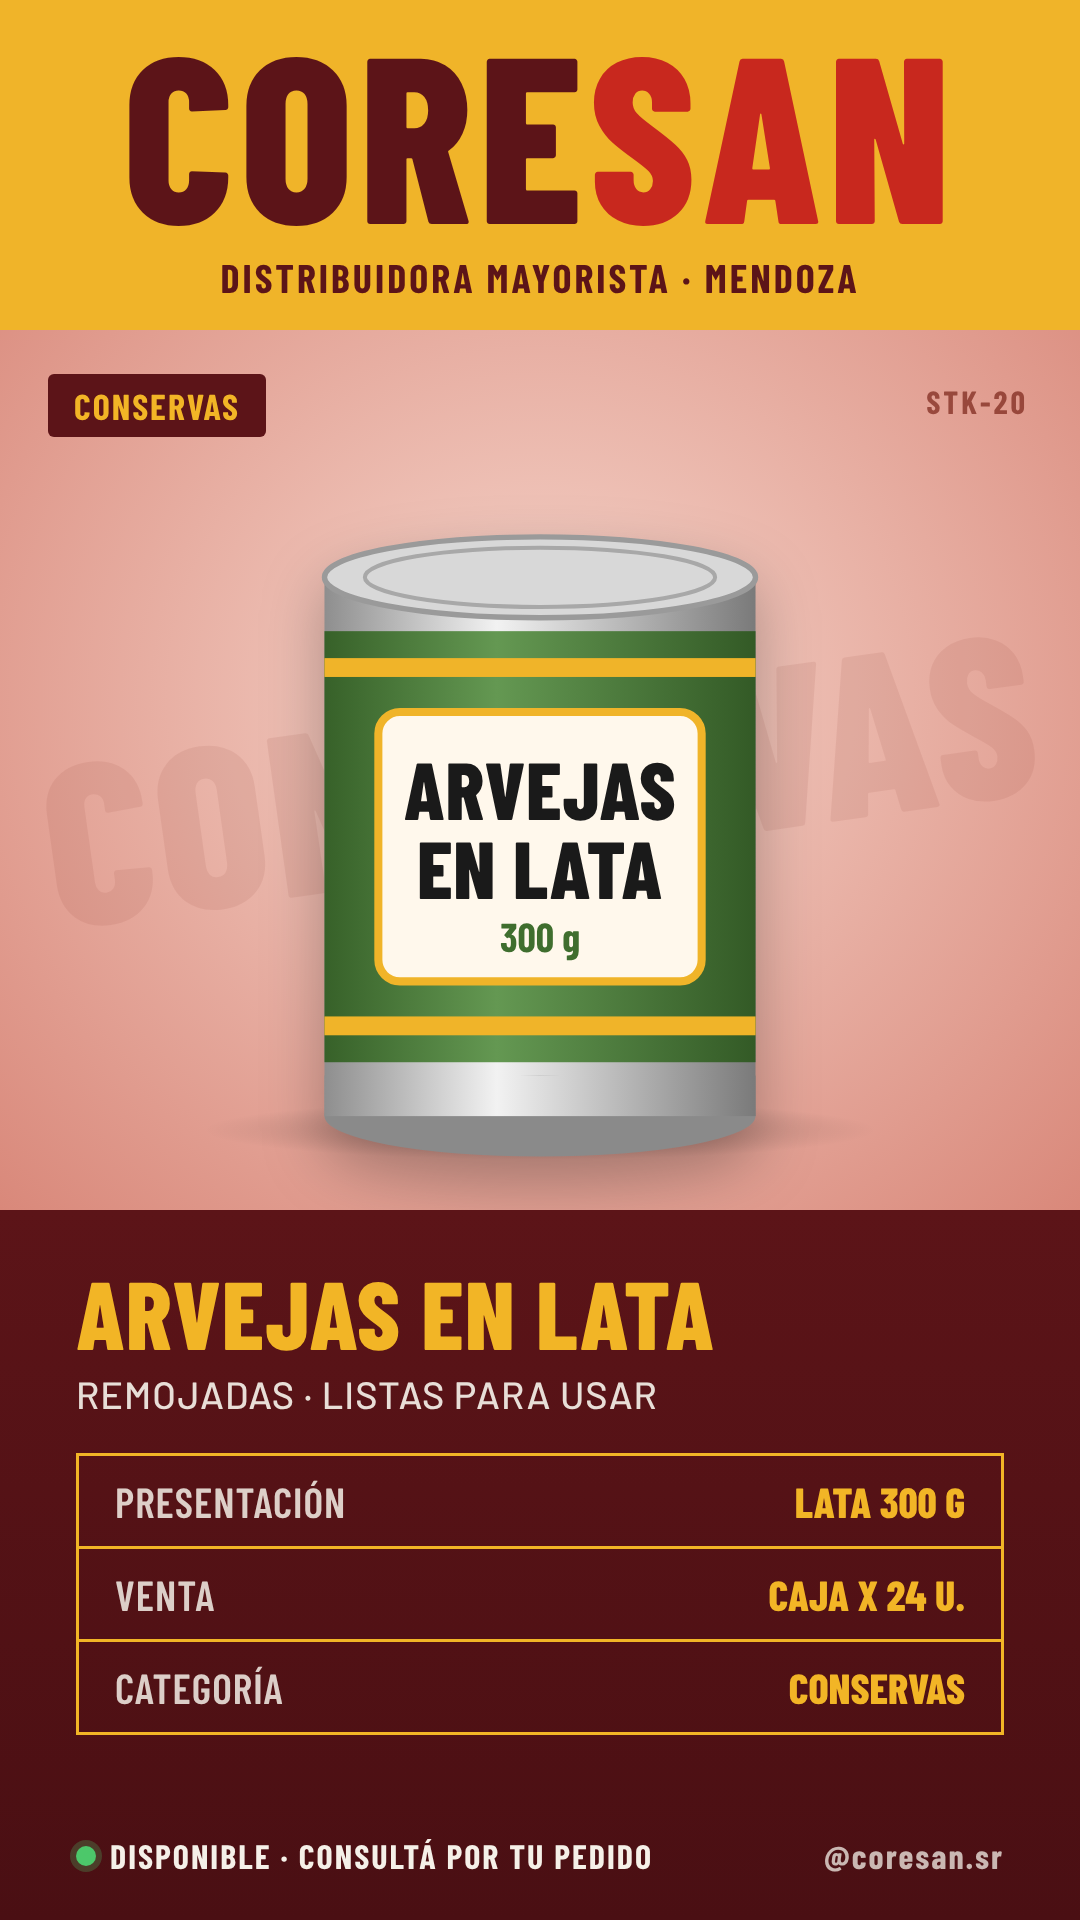 CORESAN
DISTRIBUIDORA MAYORISTA · MENDOZA
CONSERVAS
STK-20
ARVEJAS
EN LATA
300 g
ARVEJAS EN LATA
REMOJADAS · LISTAS PARA USAR
PRESENTACIÓN LATA 300 G
VENTA CAJA X 24 U.
CATEGORÍA CONSERVAS
DISPONIBLE · CONSULTÁ POR TU PEDIDO
@coresan.sr